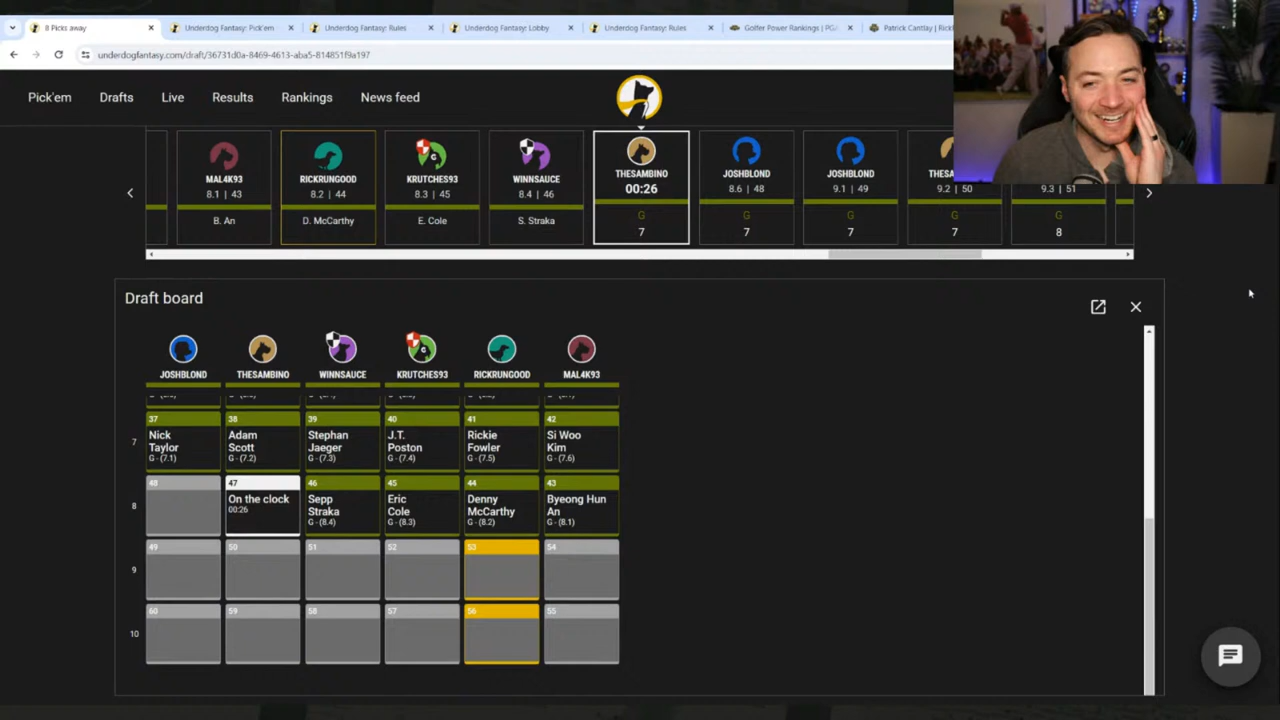 8 Picks away
Underdog Fantasy: Pick'em
Underdog Fantasy: Rules
Underdog Fantasy: Lobby
Underdog Fantasy: Rules
Golfer Power Rankings | PGA
Patrick Cantlay | Rick
underdogfantasy.com/draft/36731d0a-8469-4613-aba5-814851f9a197
Pick'em
Drafts
Live
Results
Rankings
News feed
MAL4K93
8.1 | 43
B. An
RICKRUNGOOD
8.2 | 44
D. McCarthy
KRUTCHES93
8.3 | 45
E. Cole
WINNSAUCE
8.4 | 46
S. Straka
THESAMBINO
00:26
G
7
JOSHBLOND
8.6 | 48
G
7
JOSHBLOND
9.1 | 49
G
7
9.2 | 50
G
7
9.3 | 51
G
8
Draft board
JOSHBLOND
THESAMBINO
WINNSAUCE
KRUTCHES93
RICKRUNGOOD
MAL4K93
7
37
Nick
Taylor
G - (7.1)
38
Adam
Scott
G - (7.2)
39
Stephan
Jaeger
G - (7.3)
40
J.T.
Poston
G - (7.4)
41
Rickie
Fowler
G - (7.5)
42
Si Woo
Kim
G - (7.6)
8
48
47
On the clock
00:26
46
Sepp
Straka
G - (8.4)
45
Eric
Cole
G - (8.3)
44
Denny
McCarthy
G - (8.2)
43
Byeong Hun
An
G - (8.1)
9
49
50
51
52
53
54
10
60
59
58
57
56
55